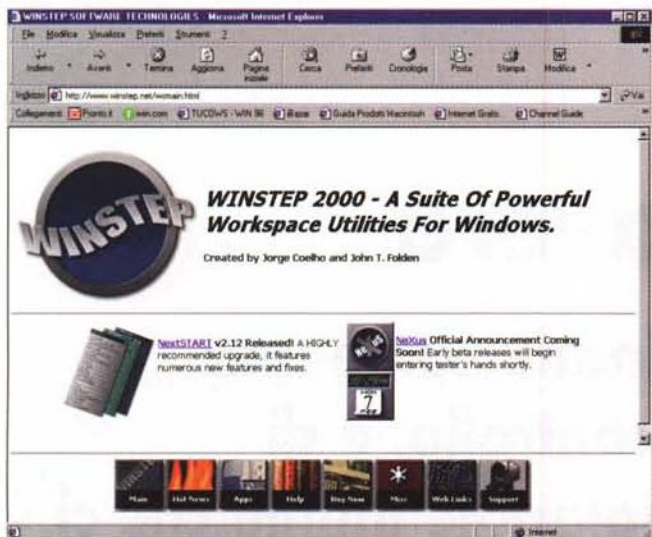 WINSTEP SOFTWARE TECHNOLOGIES - Microsoft Internet Explorer
File Modifica Visualizza Preferiti Strumenti ?
Indietro Avanti Termina Aggiorna Pagina iniziale Cerca Preferiti Cronologia Posta Stampa Modifica
Indirizzo http://www.winstep.net/wsmain.html Vai
Collegamenti Pronto.it win.com TUCOWS - WIN 98 Guida Prodotti Macintosh Internet Gratis Channel Guide
WINSTEP
WINSTEP 2000 - A Suite Of Powerful
Workspace Utilities For Windows.
Created by Jorge Coelho and John T. Folden
NextSTART v2.12 Released! A HIGHLY
recommended upgrade, it features
numerous new features and fixes.
NeXus Official Announcement Coming
Soon! Early beta releases will begin
entering tester's hands shortly.
7
Main Hot News Apps Help Buy Now Misc Web Links Support
Internet